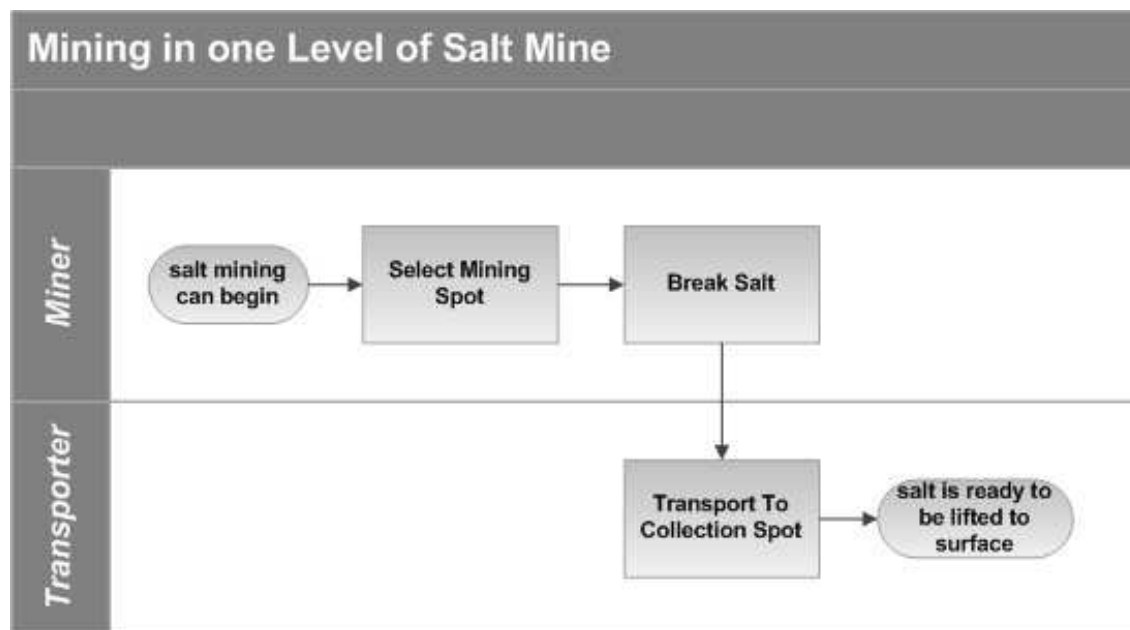 Mining in one Level of Salt Mine
Miner
salt mining
can begin
Select Mining
Spot
Break Salt
Transporter
Transport To
Collection Spot
salt is ready to
be lifted to
surface